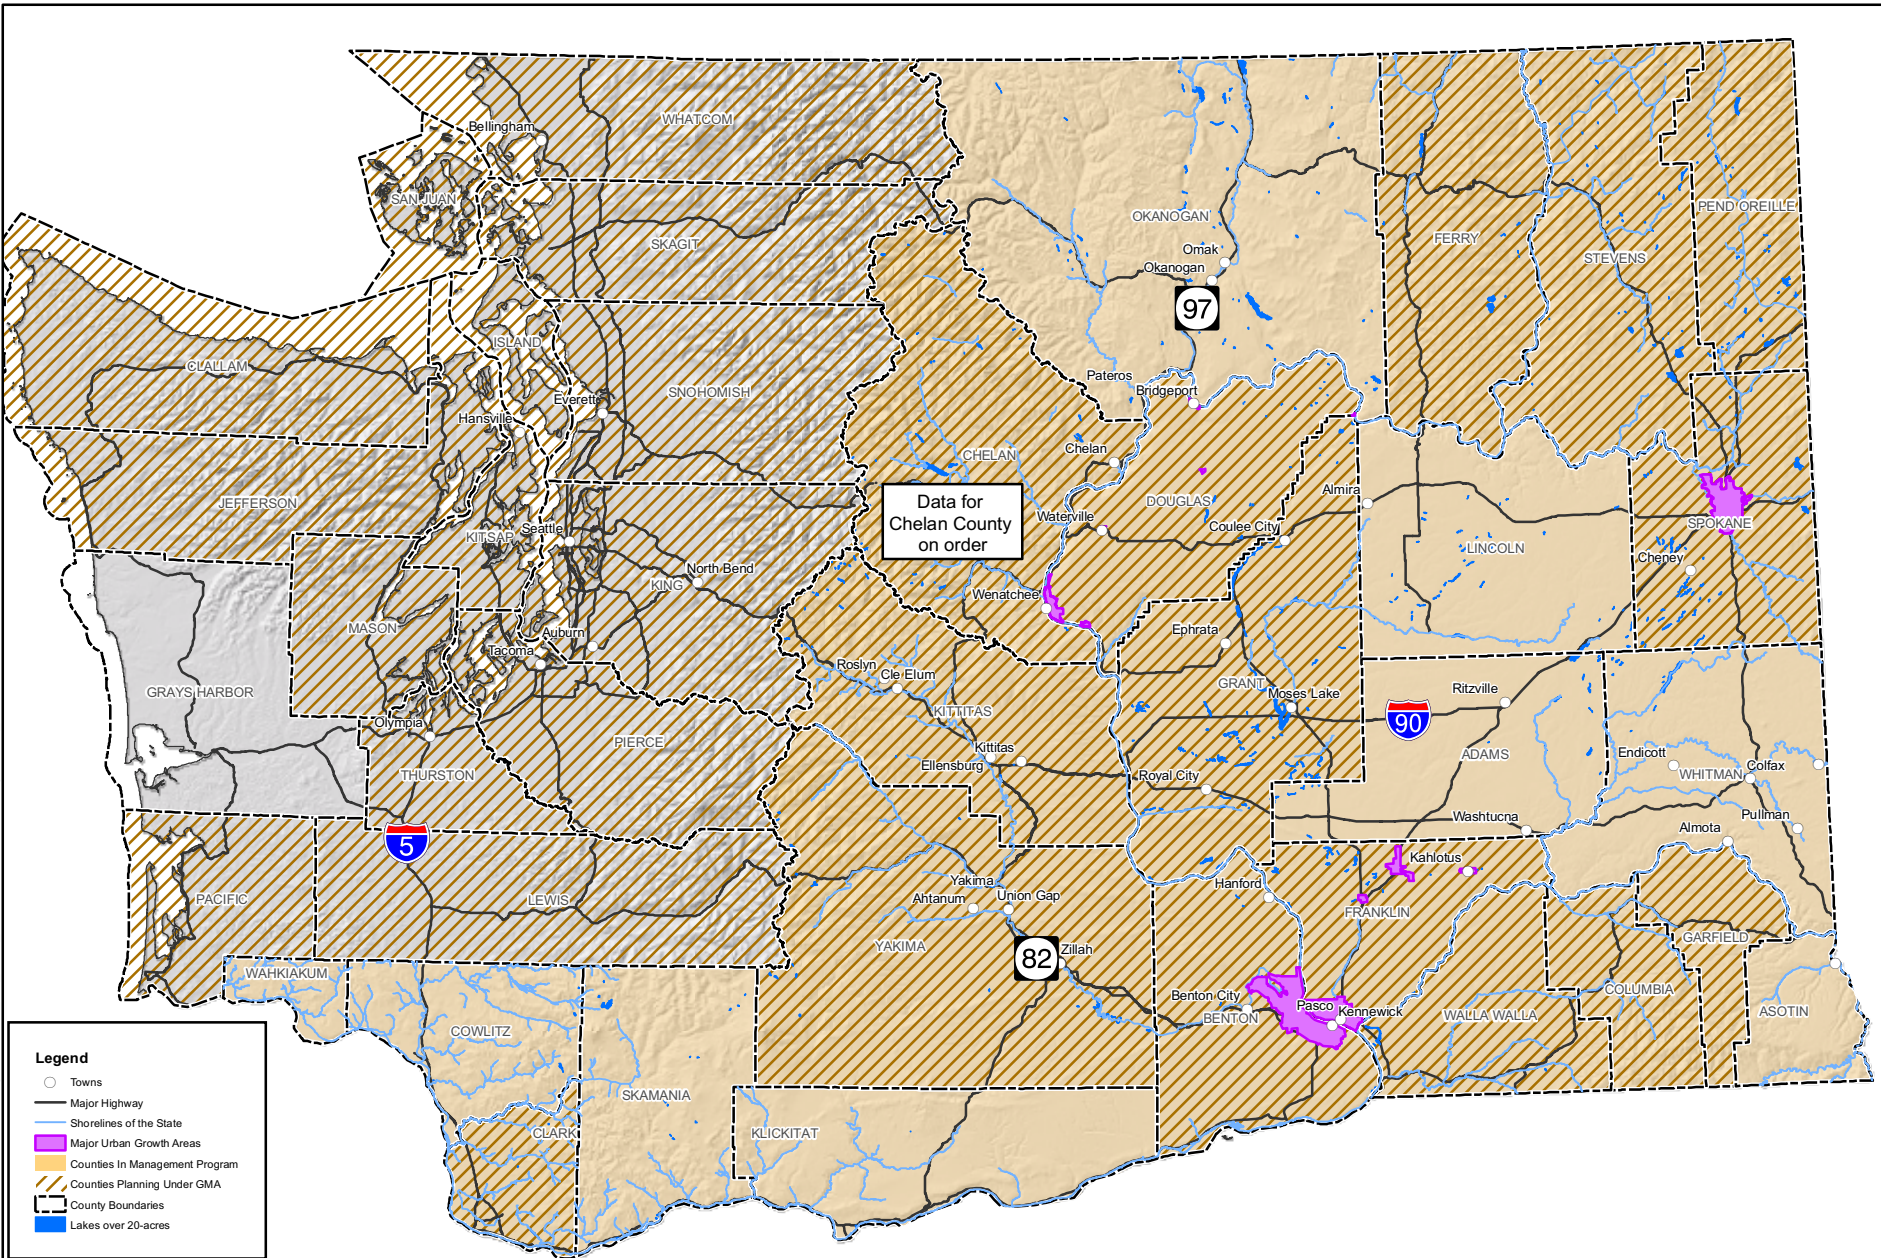 WHATCOM
Bellingham
SAN JUAN
SKAGIT
OKANOGAN
Omak
Okanogan
97
FERRY
STEVENS
PEND OREILLE
CLALLAM
ISLAND
SNOHOMISH
Everett
Hansville
Pateros
Bridgeport
CHELAN
Chelan
JEFFERSON
Data for
Chelan County
on order
DOUGLAS
Waterville
Almira
Coulee City
LINCOLN
SPOKANE
Cheney
KITSAP
Seattle
North Bend
KING
Wenatchee
MASON
Auburn
Tacoma
Ephrata
GRAYS HARBOR
Olympia
Roslyn
Cle Elum
KITTITAS
GRANT
Moses Lake
Ritzville
90
ADAMS
PIERCE
THURSTON
Kittitas
Ellensburg
Royal City
Endicott
WHITMAN
Colfax
Washtucna
Almota
Pullman
5
PACIFIC
LEWIS
Yakima
Ahtanum
Union Gap
Hanford
Kahlotus
FRANKLIN
YAKIMA
82
Zillah
GARFIELD
WAHKIAKUM
COWLITZ
Benton City
BENTON
Pasco
Kennewick
WALLA WALLA
COLUMBIA
ASOTIN
SKAMANIA
CLARK
KLICKITAT
Legend
Towns
Major Highway
Shorelines of the State
Major Urban Growth Areas
Counties In Management Program
Counties Planning Under GMA
County Boundaries
Lakes over 20-acres